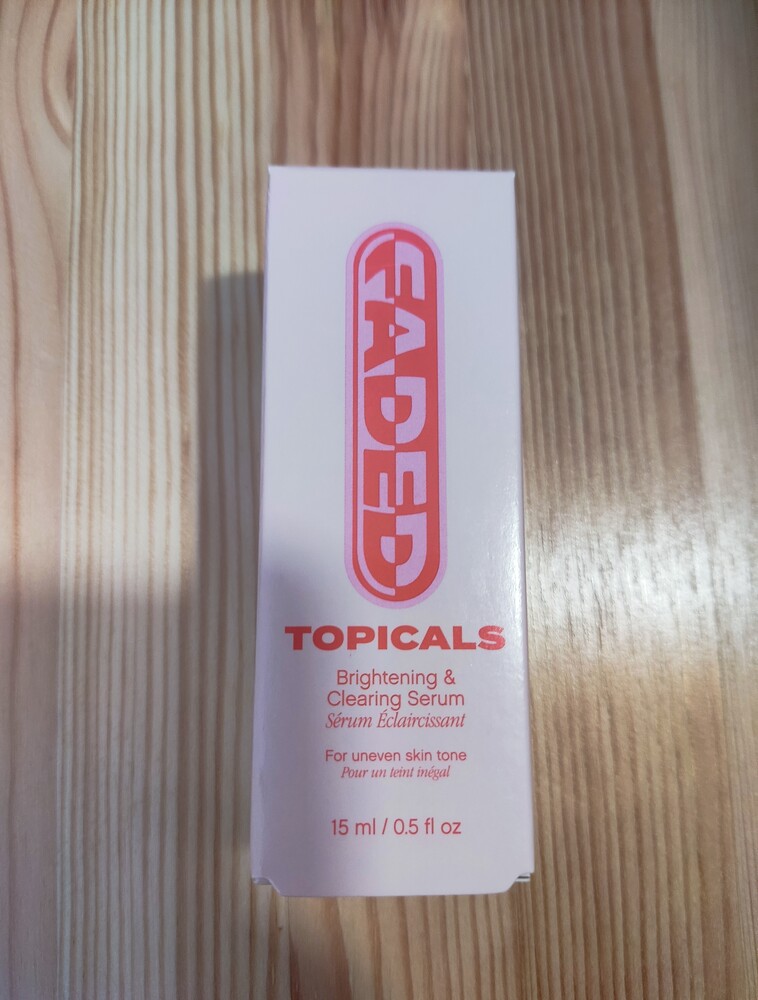 FADED
TOPICALS
Brightening &
Clearing Serum
Sérum Éclaircissant
For uneven skin tone
Pour un teint inégal
15 ml / 0.5 fl oz